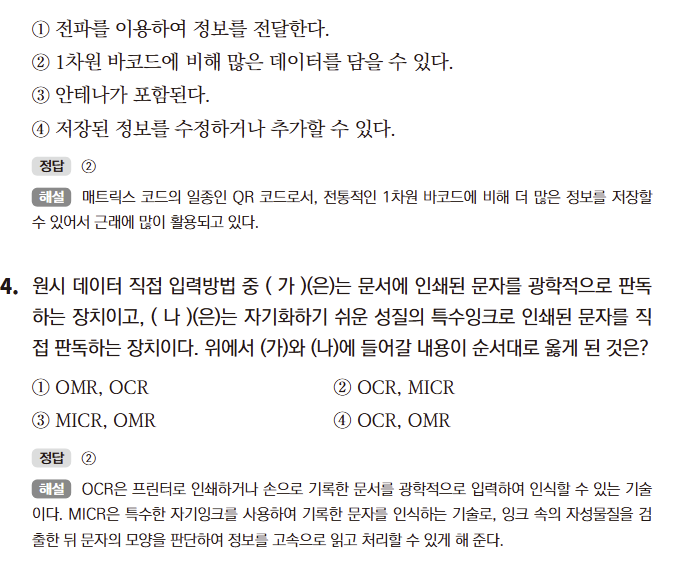 ① 전파를 이용하여 정보를 전달한다.
② 1차원 바코드에 비해 많은 데이터를 담을 수 있다.
③ 안테나가 포함된다.
④ 저장된 정보를 수정하거나 추가할 수 있다.
정답 ②
해설 매트릭스 코드의 일종인 QR 코드로서, 전통적인 1차원 바코드에 비해 더 많은 정보를 저장할
수 있어서 근래에 많이 활용되고 있다.
4. 원시 데이터 직접 입력방법 중 ( 가 )(은)는 문서에 인쇄된 문자를 광학적으로 판독
하는 장치이고, ( 나 )(은)는 자기화하기 쉬운 성질의 특수잉크로 인쇄된 문자를 직
접 판독하는 장치이다. 위에서 (가)와 (나)에 들어갈 내용이 순서대로 옳게 된 것은?
① OMR, OCR ② OCR, MICR
③ MICR, OMR ④ OCR, OMR
정답 ②
해설 OCR은 프린터로 인쇄하거나 손으로 기록한 문서를 광학적으로 입력하여 인식할 수 있는 기술
이다. MICR은 특수한 자기잉크를 사용하여 기록한 문자를 인식하는 기술로, 잉크 속의 자성물질을 검
출한 뒤 문자의 모양을 판단하여 정보를 고속으로 읽고 처리할 수 있게 해 준다.